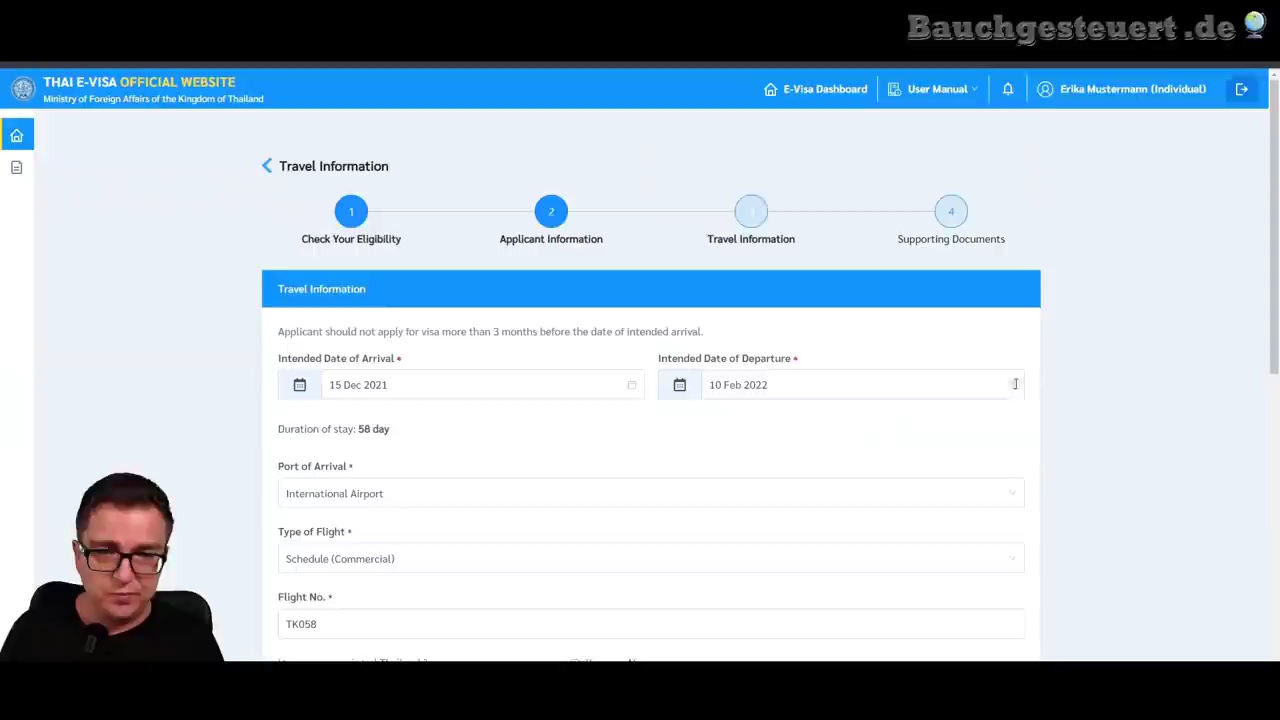 Bauchgesteuert .de
THAI E-VISA OFFICIAL WEBSITE
Ministry of Foreign Affairs of the Kingdom of Thailand
E-Visa Dashboard
User Manual
Erika Mustermann (Individual)
Travel Information
1
2
4
Check Your Eligibility
Applicant Information
Travel Information
Supporting Documents
Travel Information
Applicant should not apply for visa more than 3 months before the date of intended arrival.
Intended Date of Arrival *
Intended Date of Departure *
15 Dec 2021
10 Feb 2022
Duration of stay: 58 day
Port of Arrival *
International Airport
Type of Flight *
Schedule (Commercial)
Flight No. *
TK058